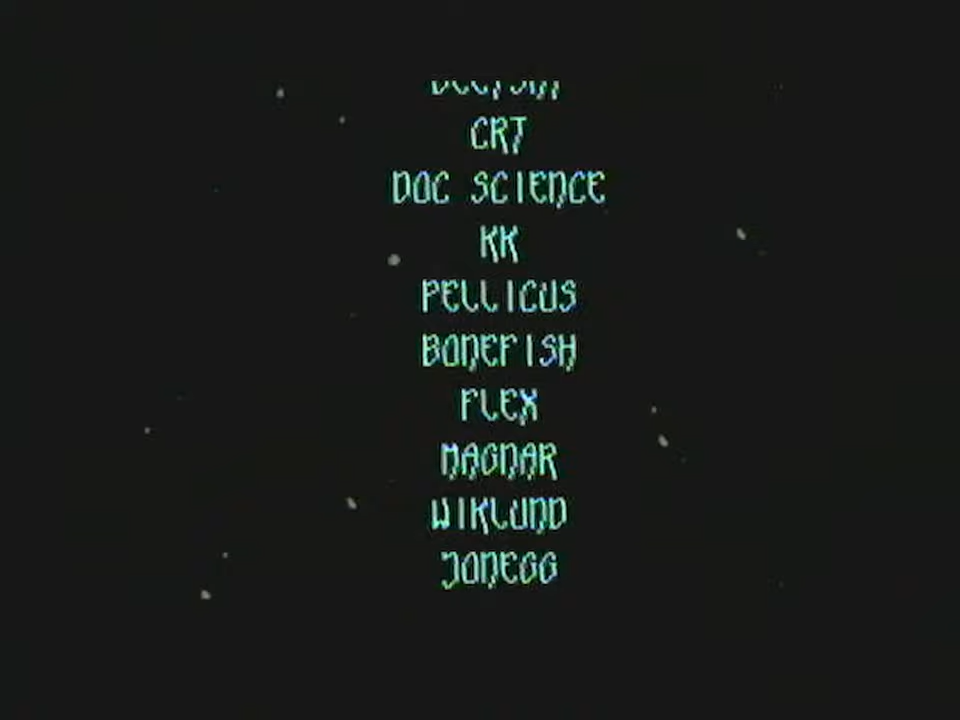 CRT
DOC SCIENCE
KK
PELLICUS
BONEFISH
FLEX
MAGNAR
WIKLUND
JONEGG